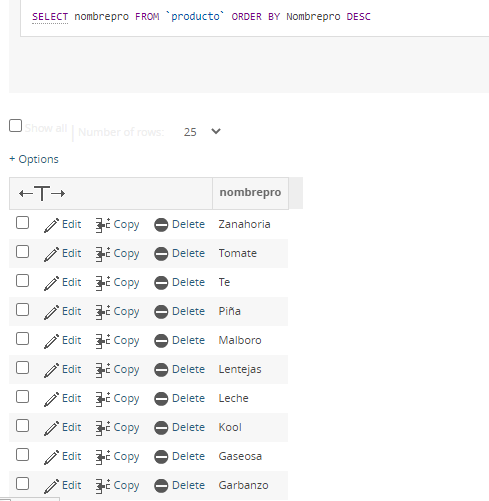 SELECT nombrepro FROM `producto` ORDER BY Nombrepro DESC
Show all | Number of rows: 25
+ Options
←T→ nombrepro
Edit Copy Delete Zanahoria
Edit Copy Delete Tomate
Edit Copy Delete Te
Edit Copy Delete Piña
Edit Copy Delete Malboro
Edit Copy Delete Lentejas
Edit Copy Delete Leche
Edit Copy Delete Kool
Edit Copy Delete Gaseosa
Edit Copy Delete Garbanzo